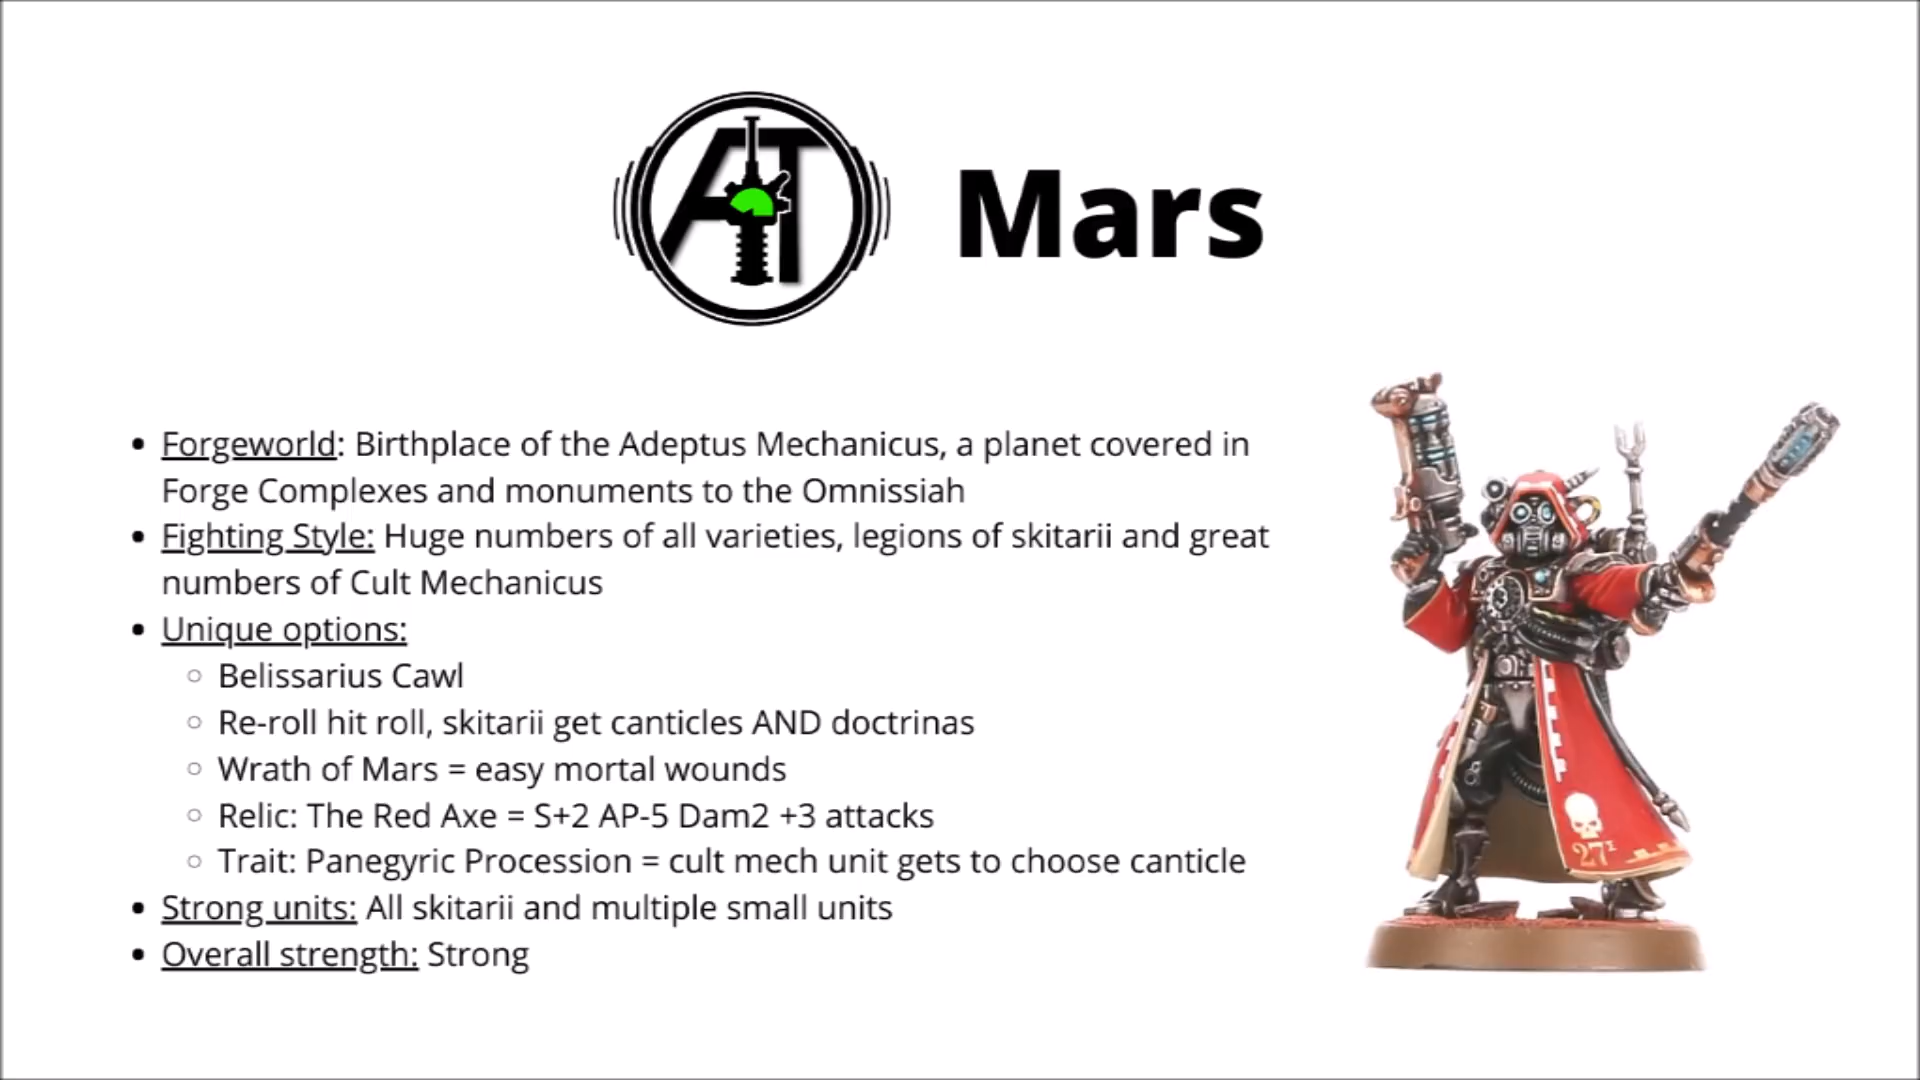 AT
Mars
• Forgeworld: Birthplace of the Adeptus Mechanicus, a planet covered in
Forge Complexes and monuments to the Omnissiah
• Fighting Style: Huge numbers of all varieties, legions of skitarii and great
numbers of Cult Mechanicus
• Unique options:
○ Belissarius Cawl
○ Re-roll hit roll, skitarii get canticles AND doctrinas
○ Wrath of Mars = easy mortal wounds
○ Relic: The Red Axe = S+2 AP-5 Dam2 +3 attacks
○ Trait: Panegyric Procession = cult mech unit gets to choose canticle
• Strong units: All skitarii and multiple small units
• Overall strength: Strong